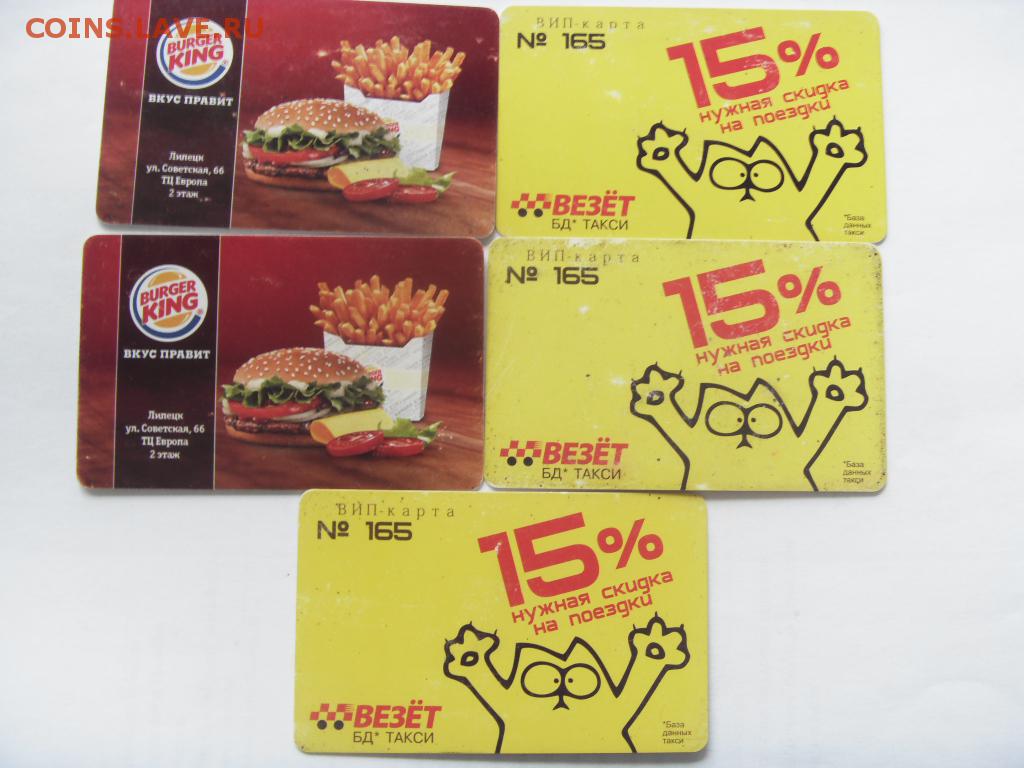 COINS.LAVE.RU
BURGER
KING
ВКУС ПРАВИТ
Липецк
ул. Советская, 66
ТЦ Европа
2 этаж
ВИП-карта
№ 165
15%
нужная скидка
на поездки
ВЕЗЁТ
БД* ТАКСИ
*База
данных
такси
BURGER
KING
ВКУС ПРАВИТ
Липецк
ул. Советская, 66
ТЦ Европа
2 этаж
ВИП-карта
№ 165
15%
нужная скидка
на поездки
ВЕЗЁТ
БД* ТАКСИ
*База
данных
такси
ВИП-карта
№ 165
15%
нужная скидка
на поездки
ВЕЗЁТ
БД* ТАКСИ
*База
данных
такси